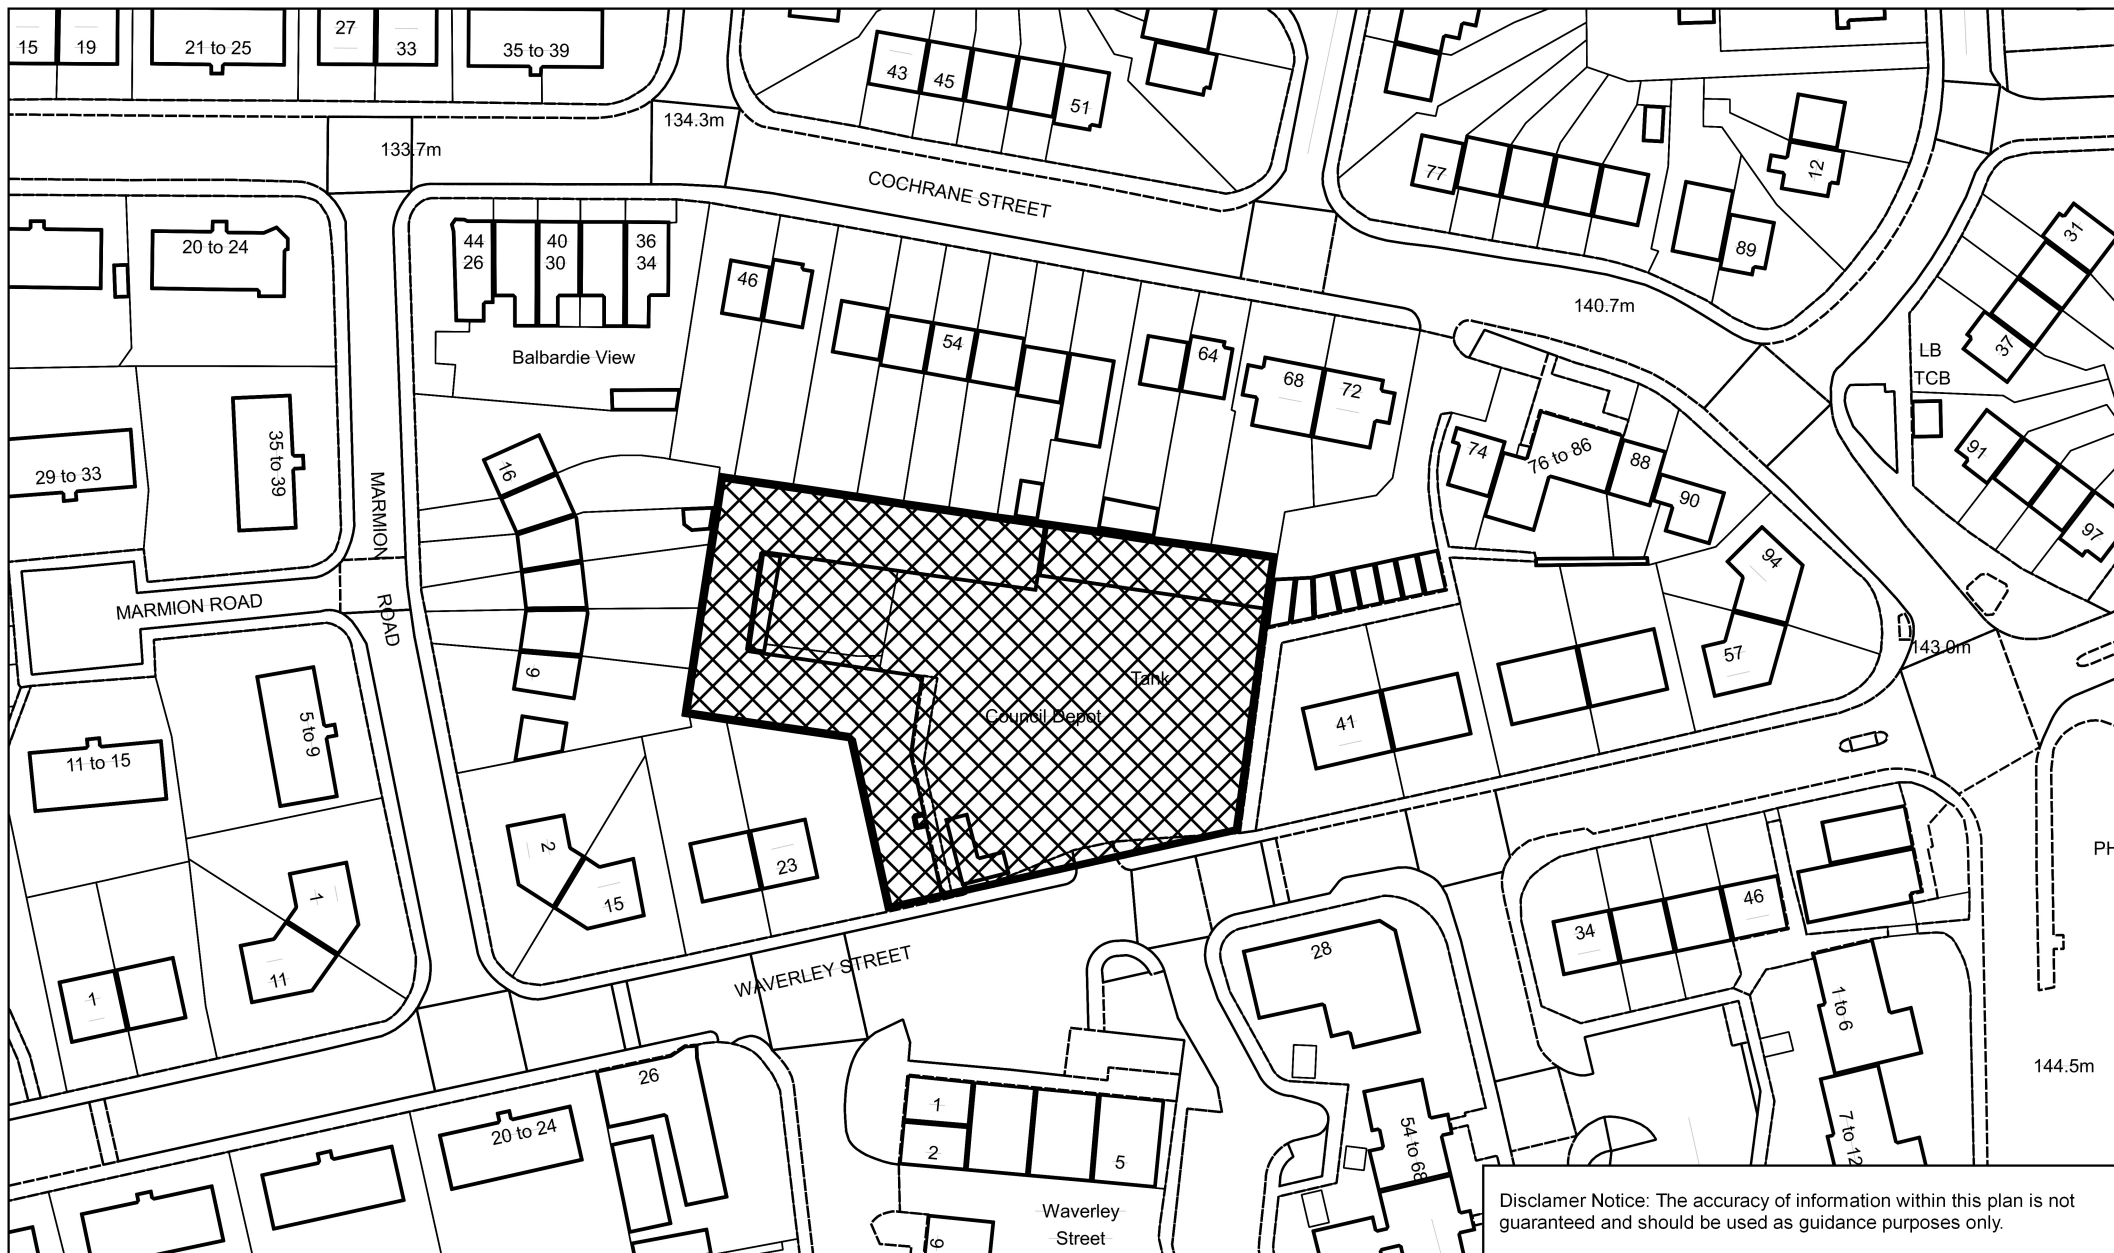 15
19
21 to 25
27
33
35 to 39
43
45
51
134.3m
133.7m
77
12
COCHRANE STREET
31
89
20 to 24
44
26
40
30
36
34
46
140.7m
37
54
64
Balbardie View
LB
TCB
68
72
35 to 39
29 to 33
16
74
76 to 86
88
91
90
97
MARMION
ROAD
94
MARMION ROAD
9
57
143.0m
Tank
Council Depot
41
5 to 9
11 to 15
2
23
15
PH
1
11
46
34
28
WAVERLEY STREET
1
1 to 6
144.5m
26
20 to 24
1
2
5
54 to 68
7 to 12
Waverley
Street
9
Disclamer Notice: The accuracy of information within this plan is not
guaranteed and should be used as guidance purposes only.